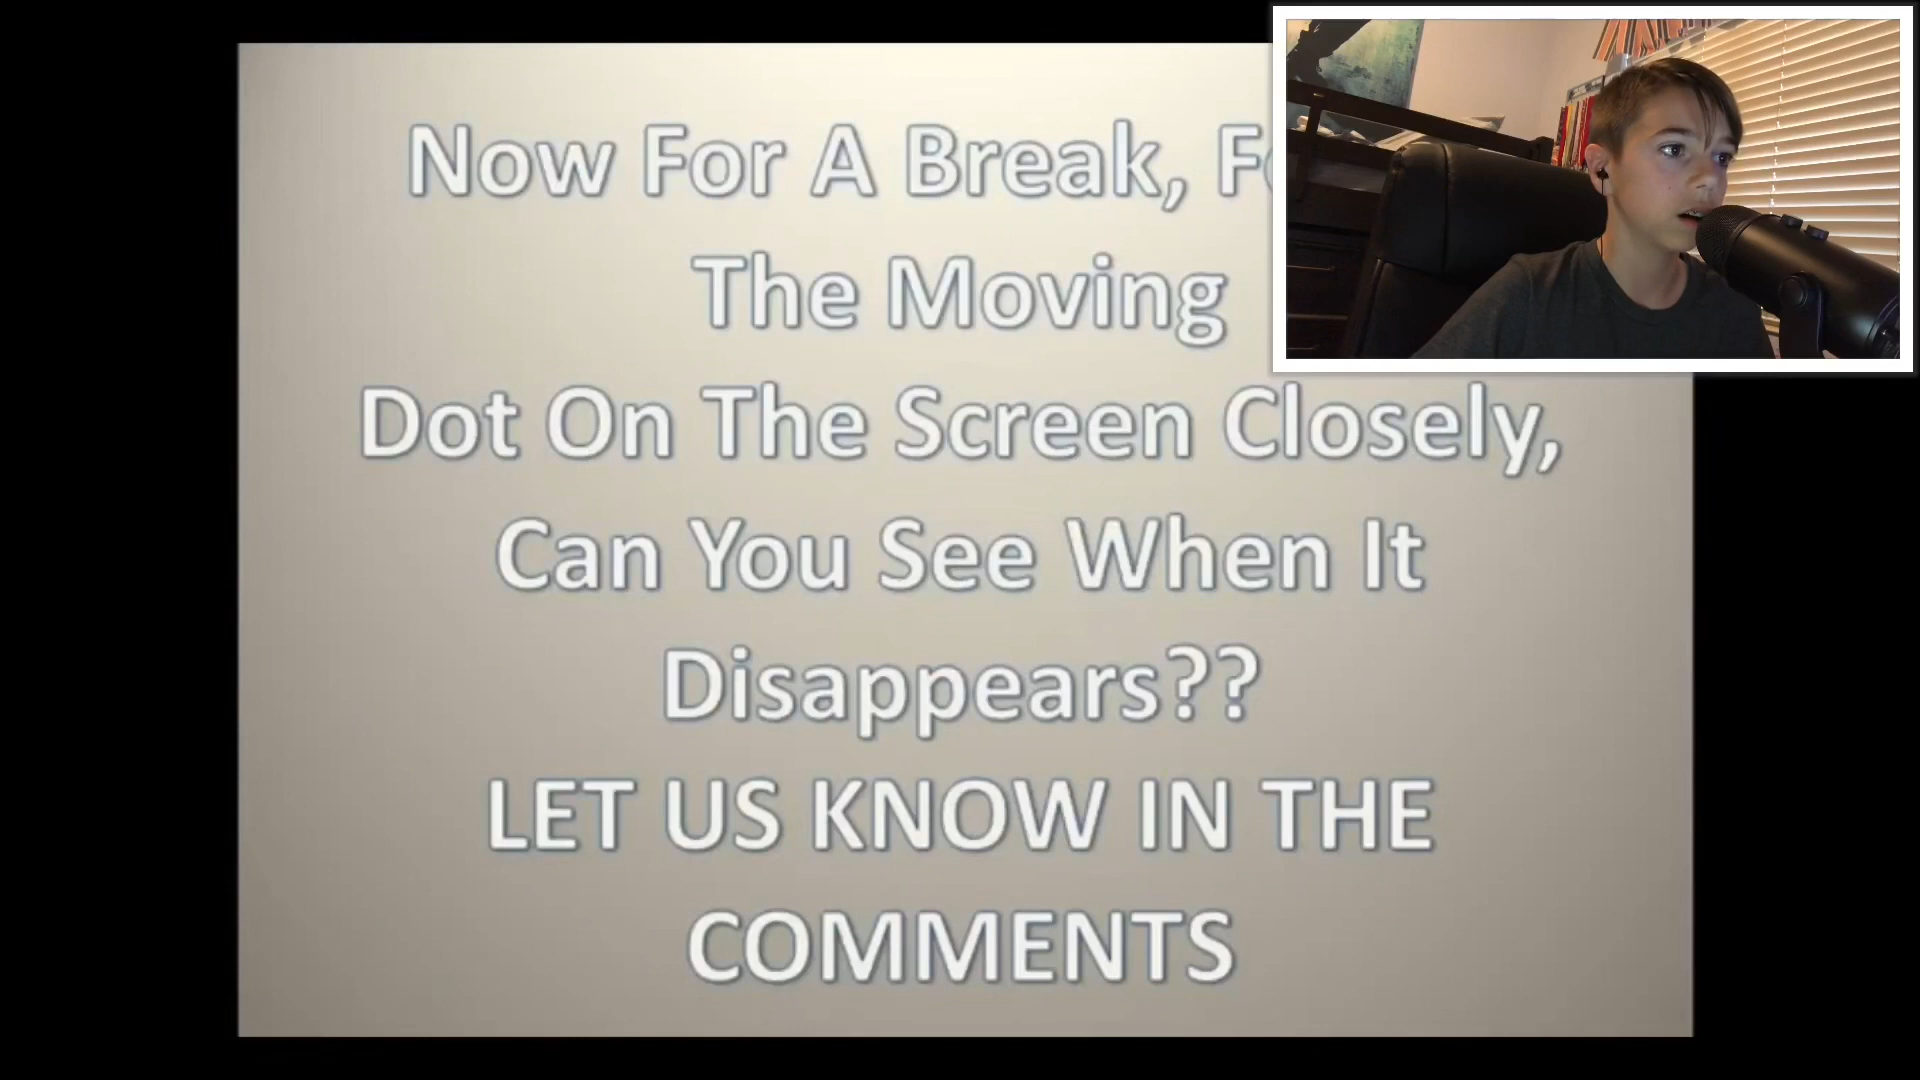 Now For A Break,
The Moving
Dot On The Screen Closely,
Can You See When It
Disappears??
LET US KNOW IN THE
COMMENTS